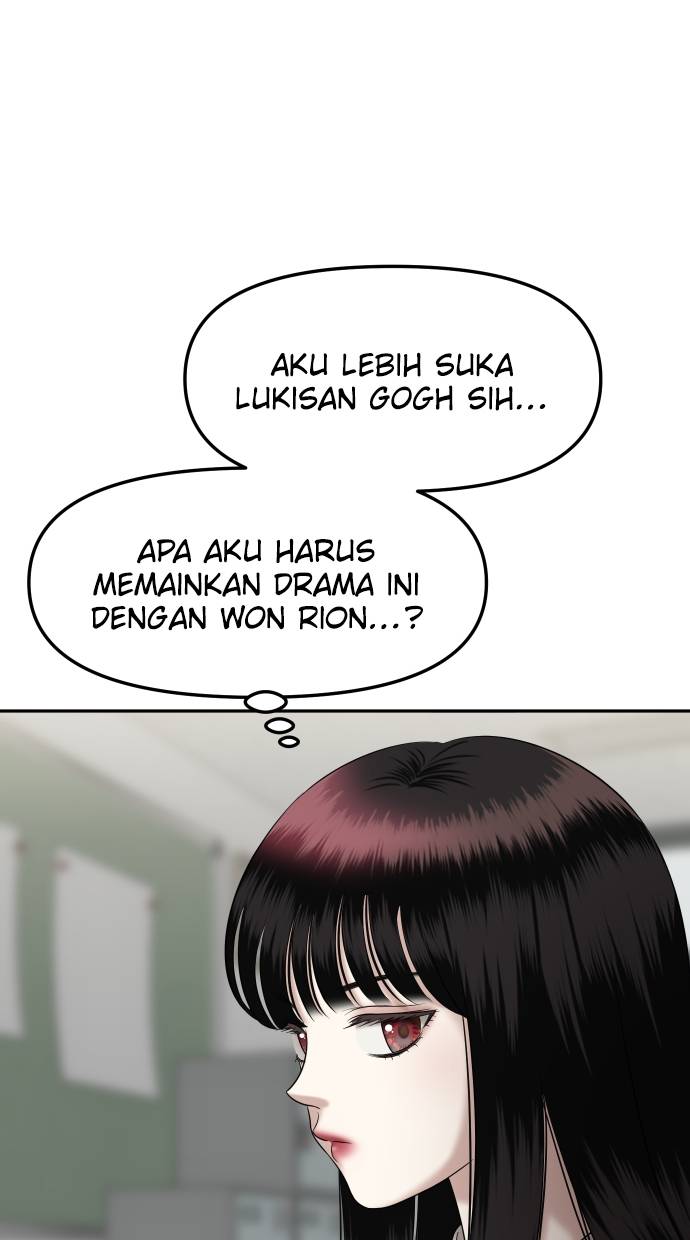 AKU LEBIH SUKA
LUKISAN GOGH SIH...
APA AKU HARUS
MEMAINKAN DRAMA INI
DENGAN WON RION...?